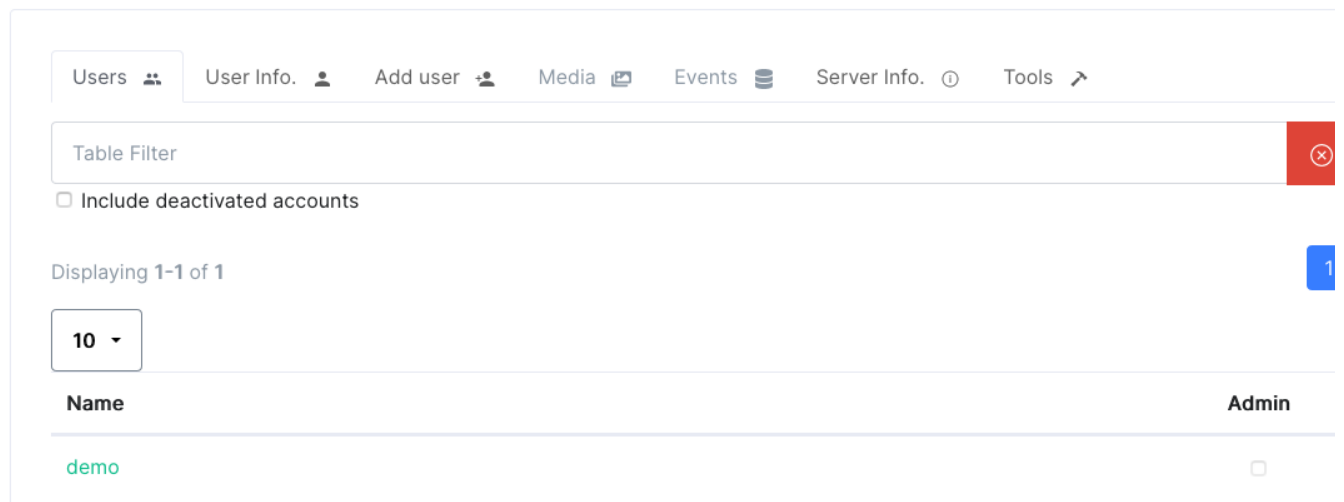 Users User Info. Add user Media Events Server Info. Tools
Table Filter
Include deactivated accounts
Displaying 1-1 of 1
1
10
Name Admin
demo